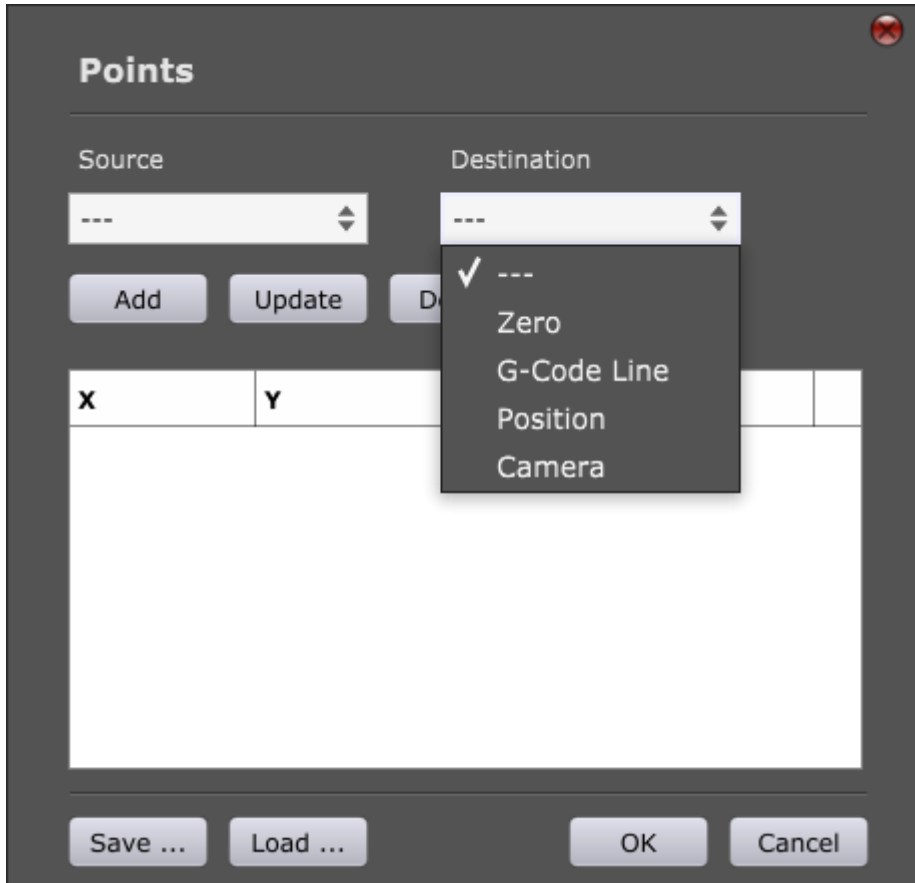 Points
Source Destination
--- ---
✓ ---
Add Update
Zero
G-Code Line
X Y
Position
Camera
Save ... Load ... OK Cancel